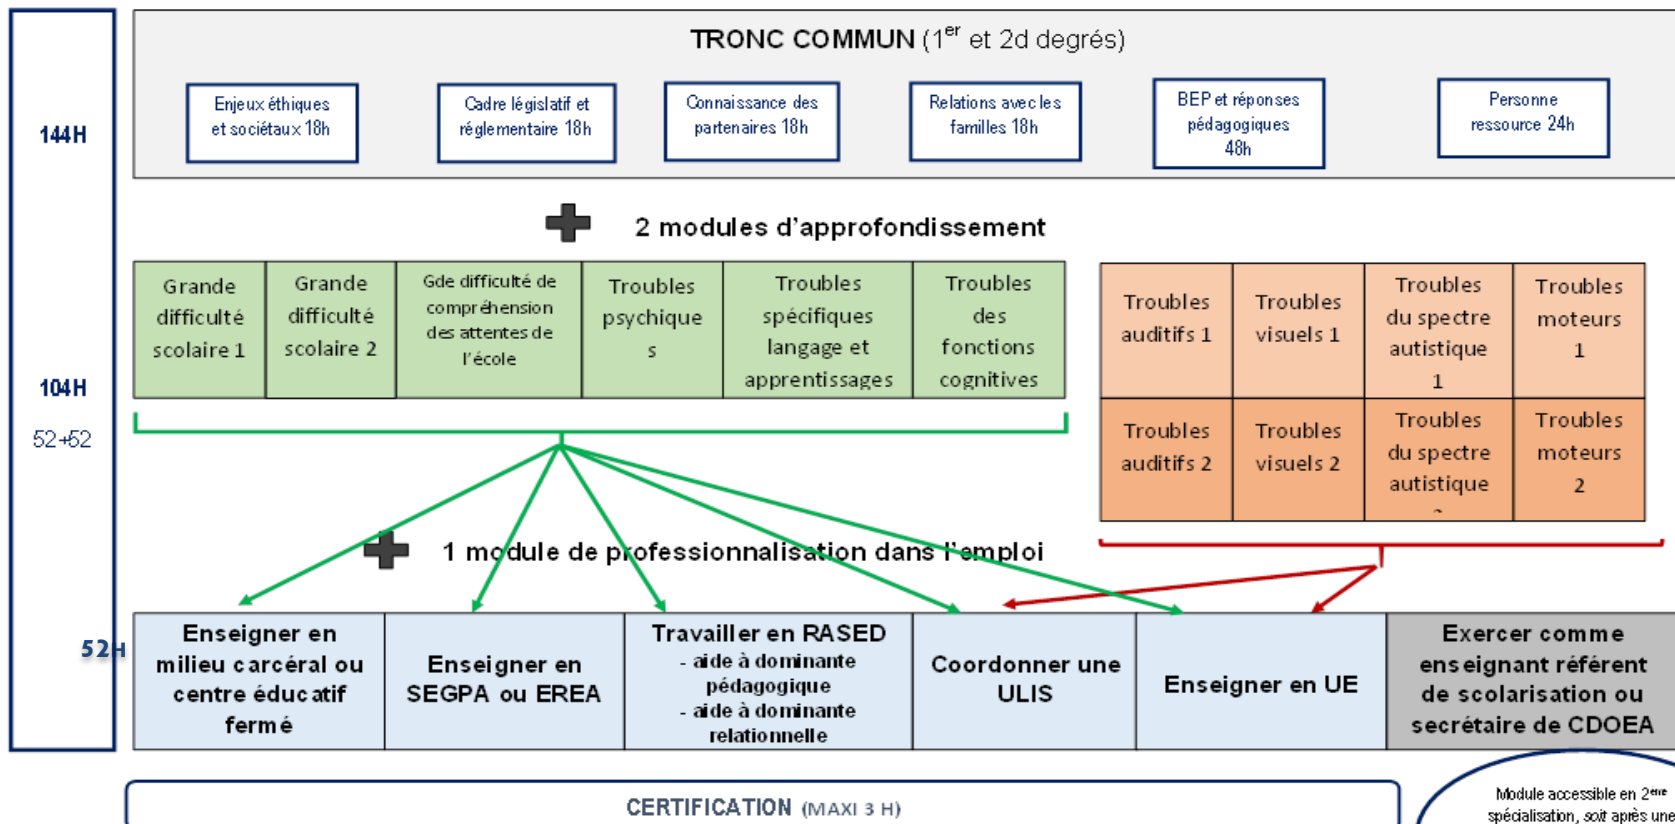 TRONC COMMUN (1er et 2d degrés)
Enjeux éthiques
et sociétaux 18h
Cadre législatif et
réglementaire 18h
Connaissance des
partenaires 18h
Relations avec les
familles 18h
BEP et réponses
pédagogiques
48h
Personne
ressource 24h
144H
2 modules d'approfondissement
Grande
difficulté
scolaire 1
Grande
difficulté
scolaire 2
Gde difficulté de
compréhension
des attentes de
l'école
Troubles
psychique
s
Troubles
spécifiques
langage et
apprentissages
Troubles
des
fonctions
cognitives
Troubles
auditifs 1
Troubles
visuels 1
Troubles
du spectre
autistique
1
Troubles
moteurs
1
104H
52+52
Troubles
auditifs 2
Troubles
visuels 2
Troubles
du spectre
autistique
Troubles
moteurs
2
1 module de professionnalisation dans l'emploi
52H
Enseigner en
milieu carcéral ou
centre éducatif
fermé
Enseigner en
SEGPA ou EREA
Travailler en RASED
- aide à dominante
pédagogique
- aide à dominante
relationnelle
Coordonner une
ULIS
Enseigner en UE
Exercer comme
enseignant référent
de scolarisation ou
secrétaire de CDOEA
CERTIFICATION (MAXI 3 H)
Module accessible en 2ème
spécialisation, soit après une